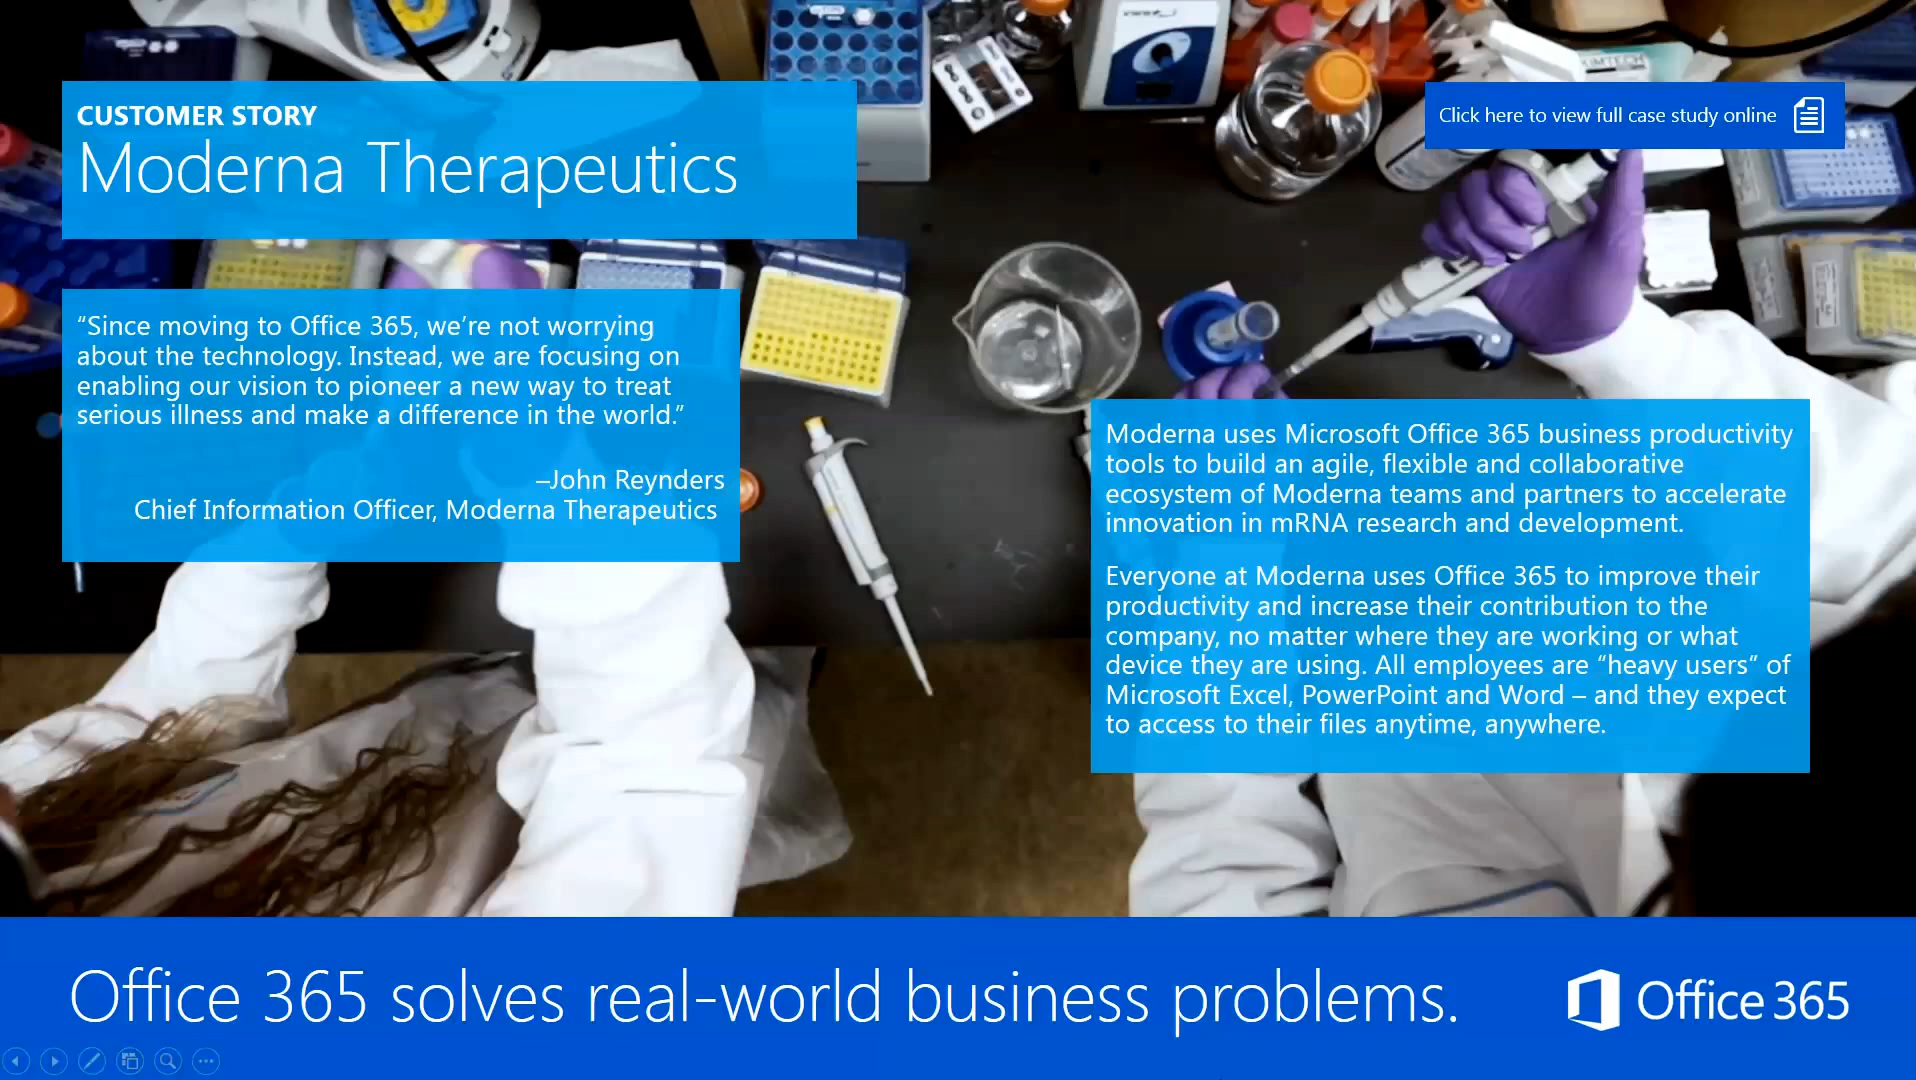 CUSTOMER STORY
Moderna Therapeutics
Click here to view full case study online
“Since moving to Office 365, we’re not worrying
about the technology. Instead, we are focusing on
enabling our vision to pioneer a new way to treat
serious illness and make a difference in the world.”
–John Reynders
Chief Information Officer, Moderna Therapeutics
Moderna uses Microsoft Office 365 business productivity
tools to build an agile, flexible and collaborative
ecosystem of Moderna teams and partners to accelerate
innovation in mRNA research and development.
Everyone at Moderna uses Office 365 to improve their
productivity and increase their contribution to the
company, no matter where they are working or what
device they are using. All employees are “heavy users” of
Microsoft Excel, PowerPoint and Word – and they expect
to access to their files anytime, anywhere.
Office 365 solves real-world business problems.
Office 365